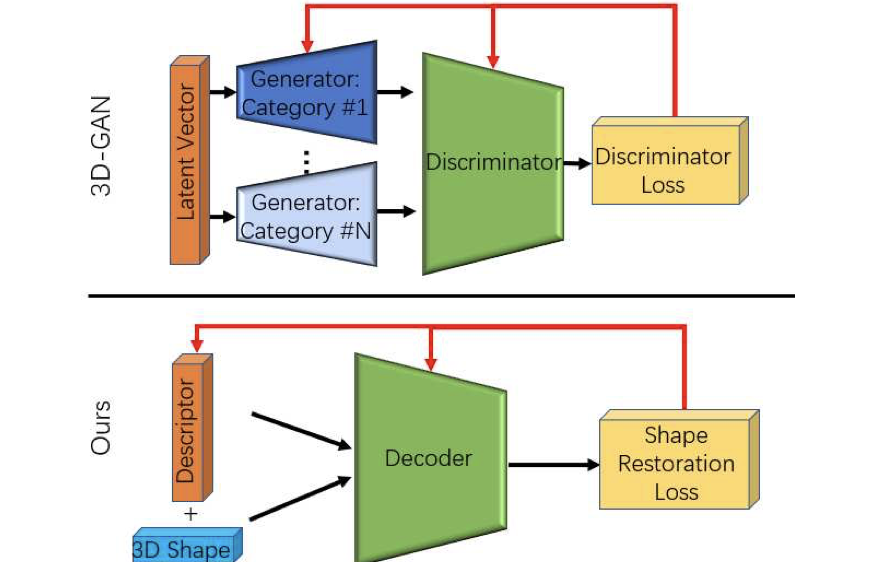 3D-GAN
Latent Vector
Generator:
Category #1
...
Generator:
Category #N
Discriminator
Discriminator
Loss
Ours
Descriptor
+
3D Shape
Decoder
Shape
Restoration
Loss